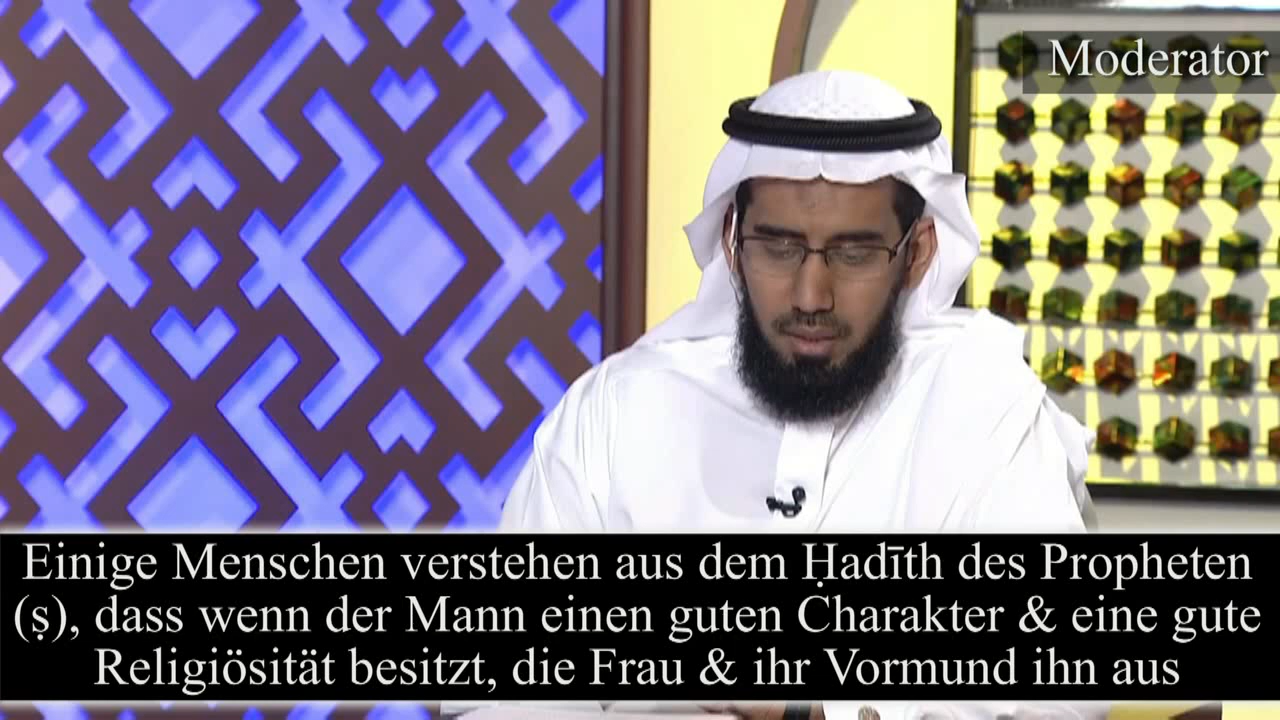 Moderator
Einige Menschen verstehen aus dem Ḥadīth des Propheten
(ṣ), dass wenn der Mann einen guten Charakter & eine gute
Religiösität besitzt, die Frau & ihr Vormund ihn aus